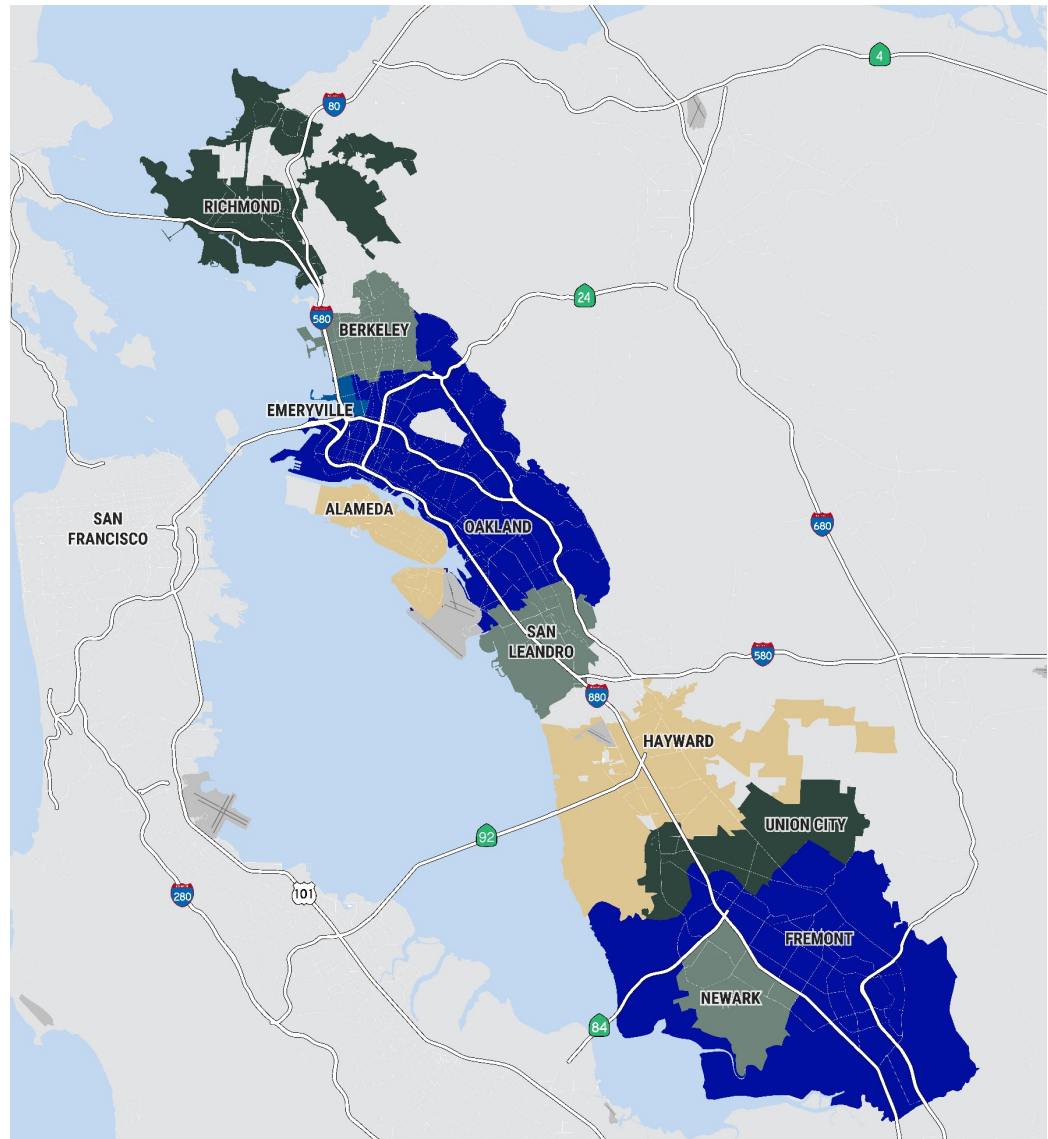 4
80
RICHMOND
24
580
BERKELEY
EMERYVILLE
ALAMEDA
SAN
FRANCISCO
OAKLAND
680
SAN
LEANDRO
580
880
HAYWARD
UNION CITY
92
280
101
FREMONT
NEWARK
84